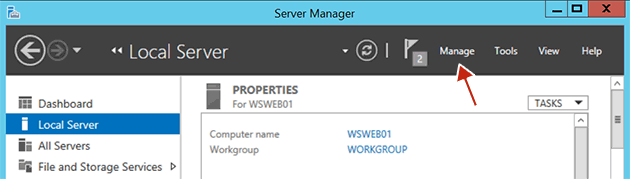 Server Manager
Local Server
2
Manage Tools View Help
Dashboard
Local Server
All Servers
File and Storage Services
PROPERTIES
For WSWEB01
TASKS
Computer name WSWEB01
Workgroup WORKGROUP